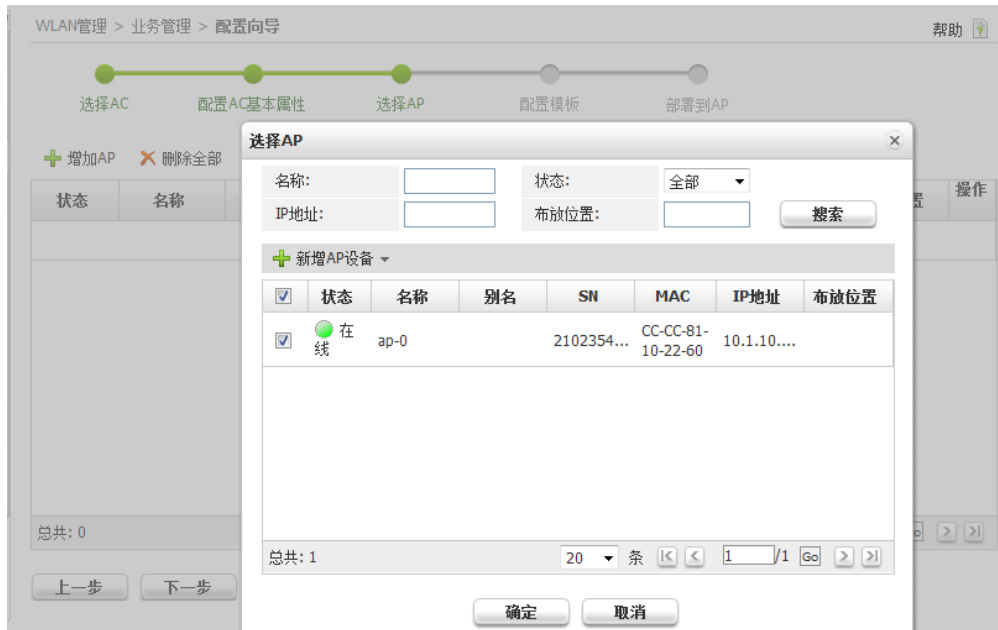 WLAN管理 > 业务管理 > 配置向导
帮助
选择AC 配置AC基本属性 选择AP 配置模板 部署到AP
增加AP 删除全部
状态 名称 置 操作
总共: 0
上一步 下一步
选择AP
名称: 状态: 全部
IP地址: 布放位置: 搜索
新增AP设备
状态 名称 别名 SN MAC IP地址 布放位置
在线 ap-0 2102354... CC-CC-81-10-22-60 10.1.10....
总共: 1 20 条 1 /1 Go
确定 取消